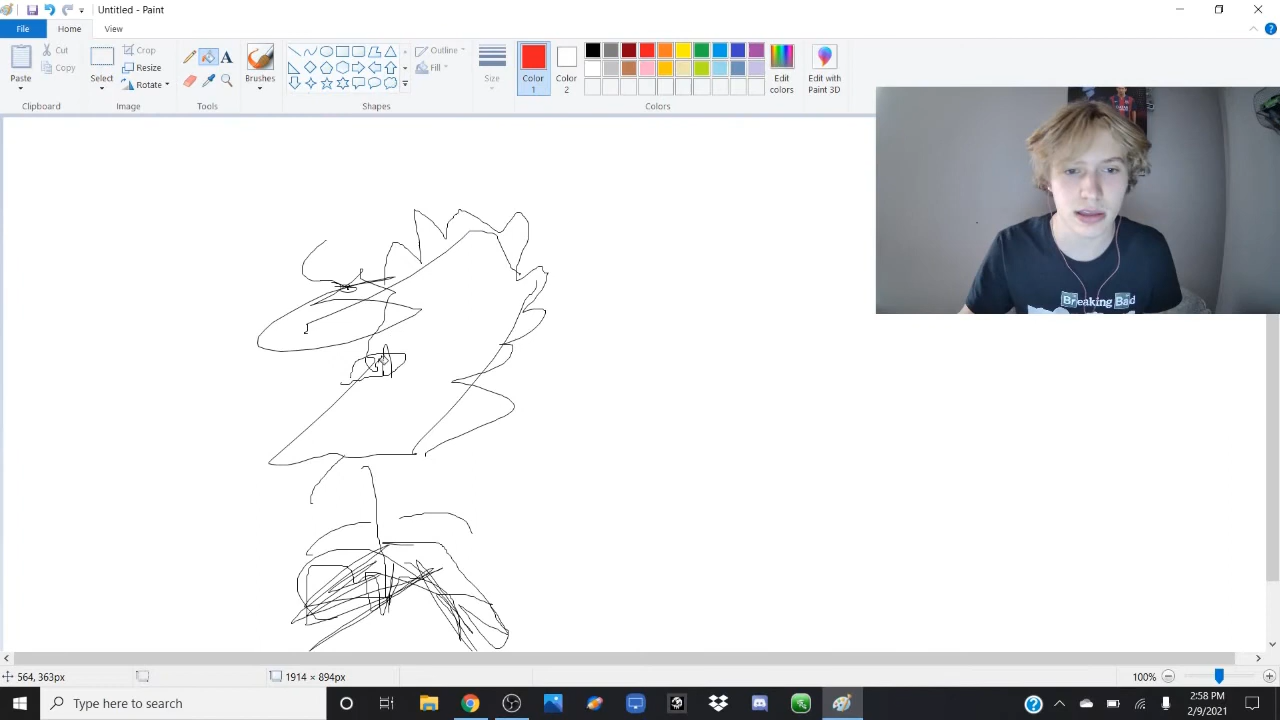 Untitled - Paint
File
Home
View
Paste
Cut
Copy
Clipboard
Select
Crop
Resize
Rotate
Image
A
Tools
Brushes
Outline
Fill
Shapes
Size
Color 1
Color 2
Edit colors
Colors
Edit with Paint 3D
Breaking Bad
564, 363px
1914 × 894px
100%
Type here to search
2:58 PM
2/9/2021